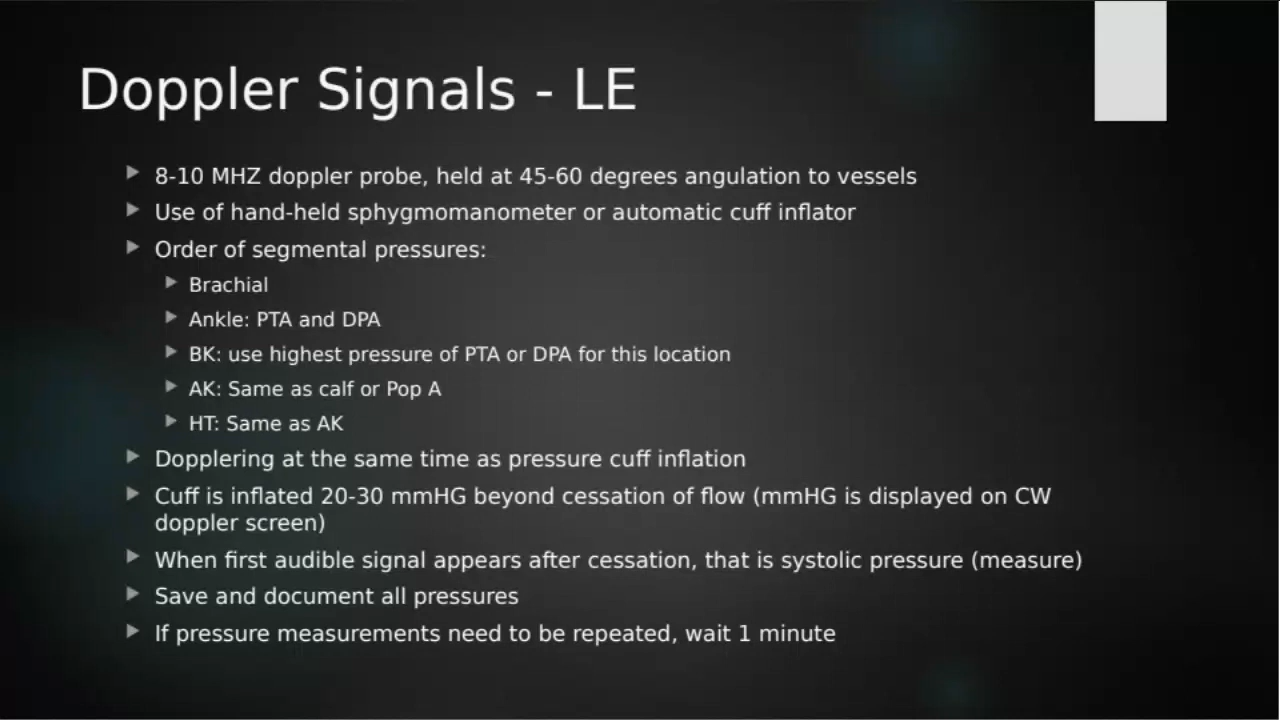 Doppler Signals - LE
8-10 MHZ doppler probe, held at 45-60 degrees angulation to vessels
Use of hand-held sphygmomanometer or automatic cuff inflator
Order of segmental pressures:
Brachial
Ankle: PTA and DPA
BK: use highest pressure of PTA or DPA for this location
AK: Same as calf or Pop A
HT: Same as AK
Dopplering at the same time as pressure cuff inflation
Cuff is inflated 20-30 mmHG beyond cessation of flow (mmHG is displayed on CW
doppler screen)
When first audible signal appears after cessation, that is systolic pressure (measure)
Save and document all pressures
If pressure measurements need to be repeated, wait 1 minute